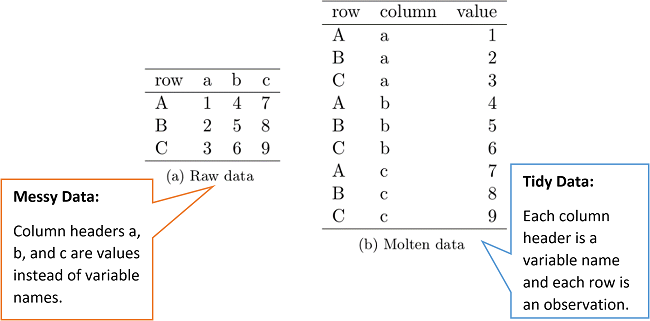 row a b c
A 1 4 7
B 2 5 8
C 3 6 9
(a) Raw data
Messy Data:
Column headers a,
b, and c are values
instead of variable
names.
row column value
A a 1
B a 2
C a 3
A b 4
B b 5
C b 6
A c 7
B c 8
C c 9
(b) Molten data
Tidy Data:
Each column
header is a
variable name
and each row is
an observation.